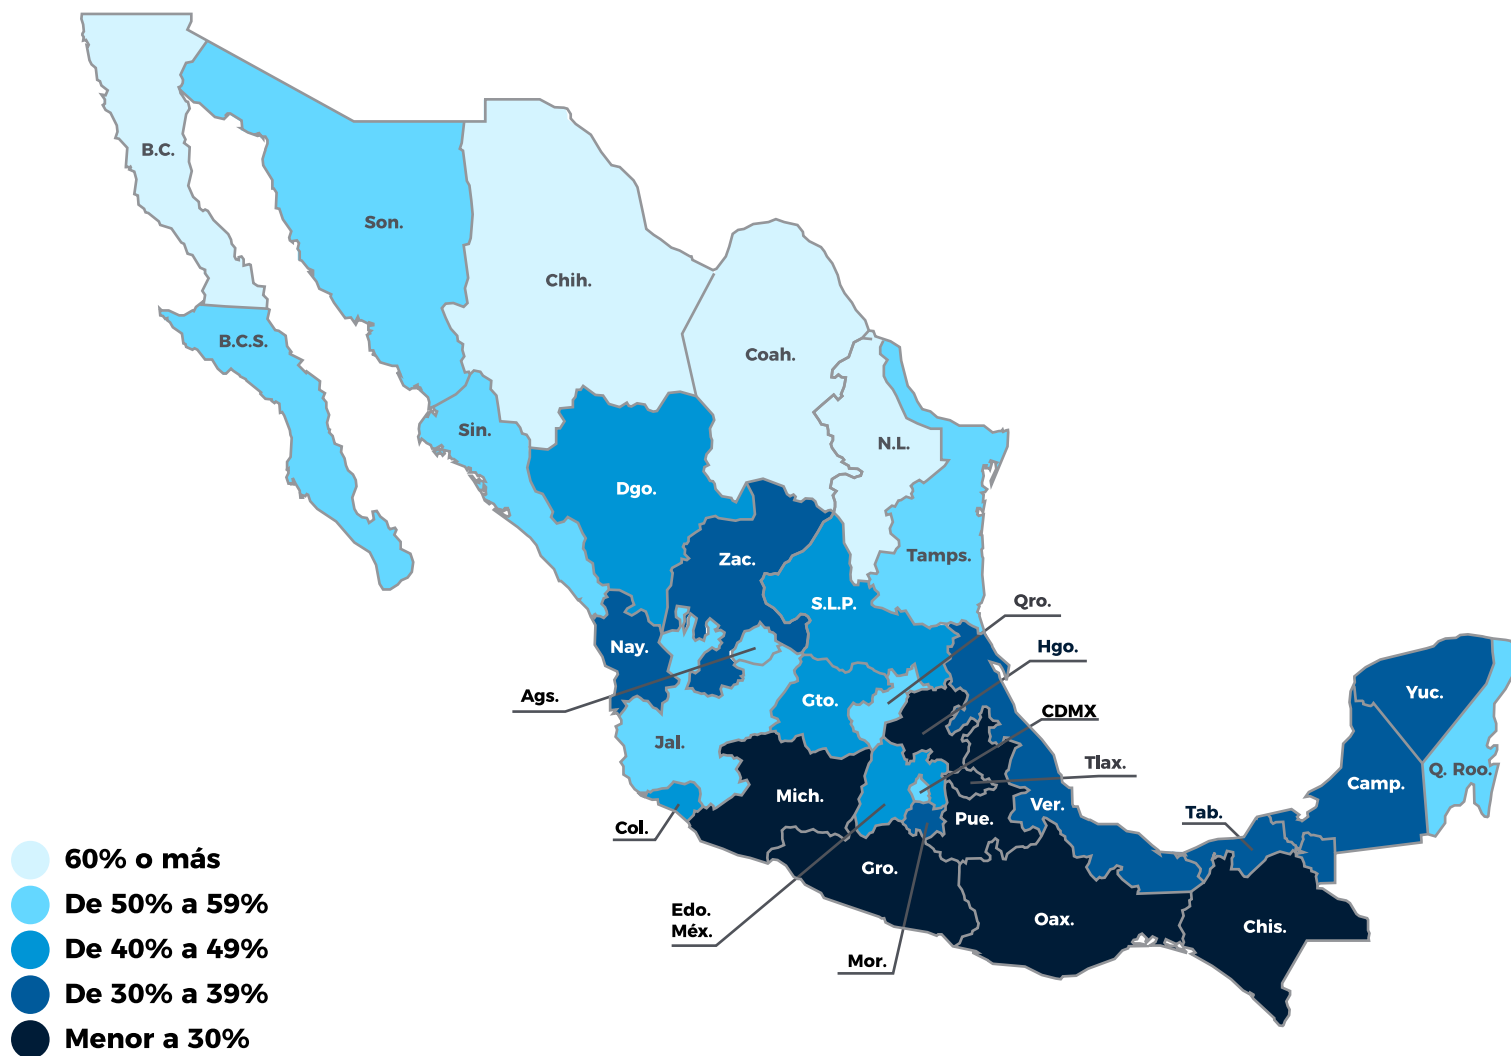 B.C.
Son.
Chih.
B.C.S.
Coah.
Sin.
N.L.
Dgo.
Zac.
Tamps.
S.L.P.
Qro.
Nay.
Hgo.
Ags.
Gto.
CDMX
Yuc.
Jal.
Tlax.
Q. Roo.
Camp.
Mich.
Ver.
Tab.
Pue.
Col.
60% o más
Gro.
De 50% a 59%
Edo.
Méx.
Oax.
Chis.
De 40% a 49%
Mor.
De 30% a 39%
Menor a 30%